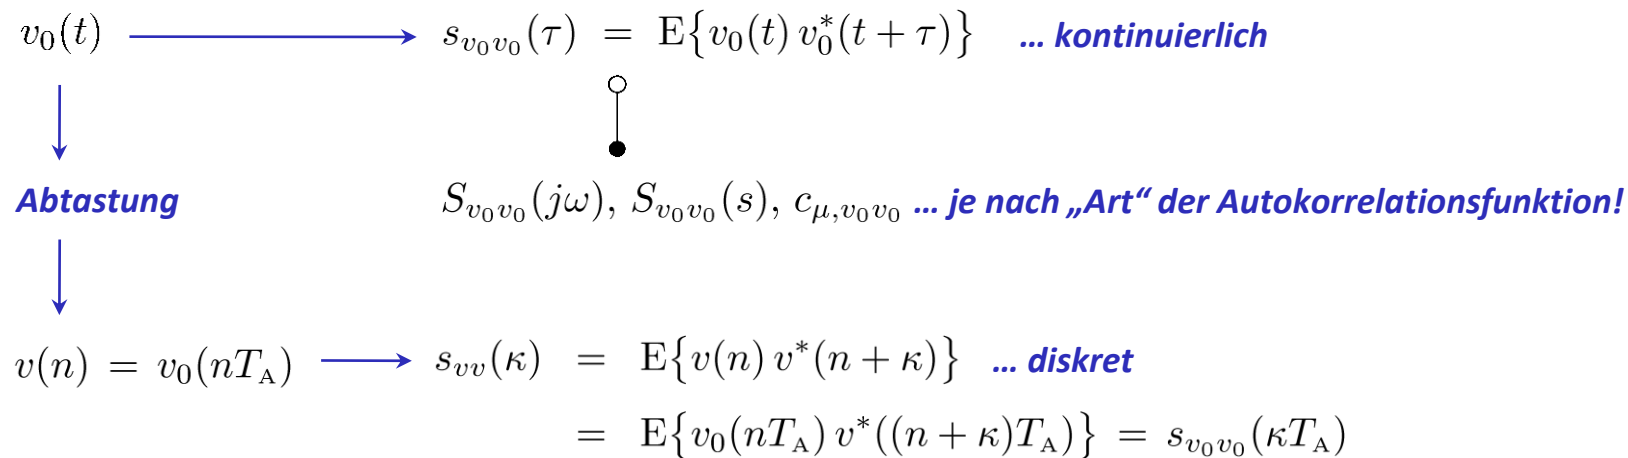 v₀(t) ⟶ s_{v₀v₀}(τ) = E{v₀(t) v₀*(t + τ)} … kontinuierlich
Abtastung S_{v₀v₀}(jω), S_{v₀v₀}(s), c_{μ,v₀v₀} … je nach „Art“ der Autokorrelationsfunktion!
v(n) = v₀(nT_A) ⟶ s_{vv}(κ) = E{v(n) v*(n + κ)} … diskret
= E{v₀(nT_A) v*((n + κ)T_A)} = s_{v₀v₀}(κT_A)